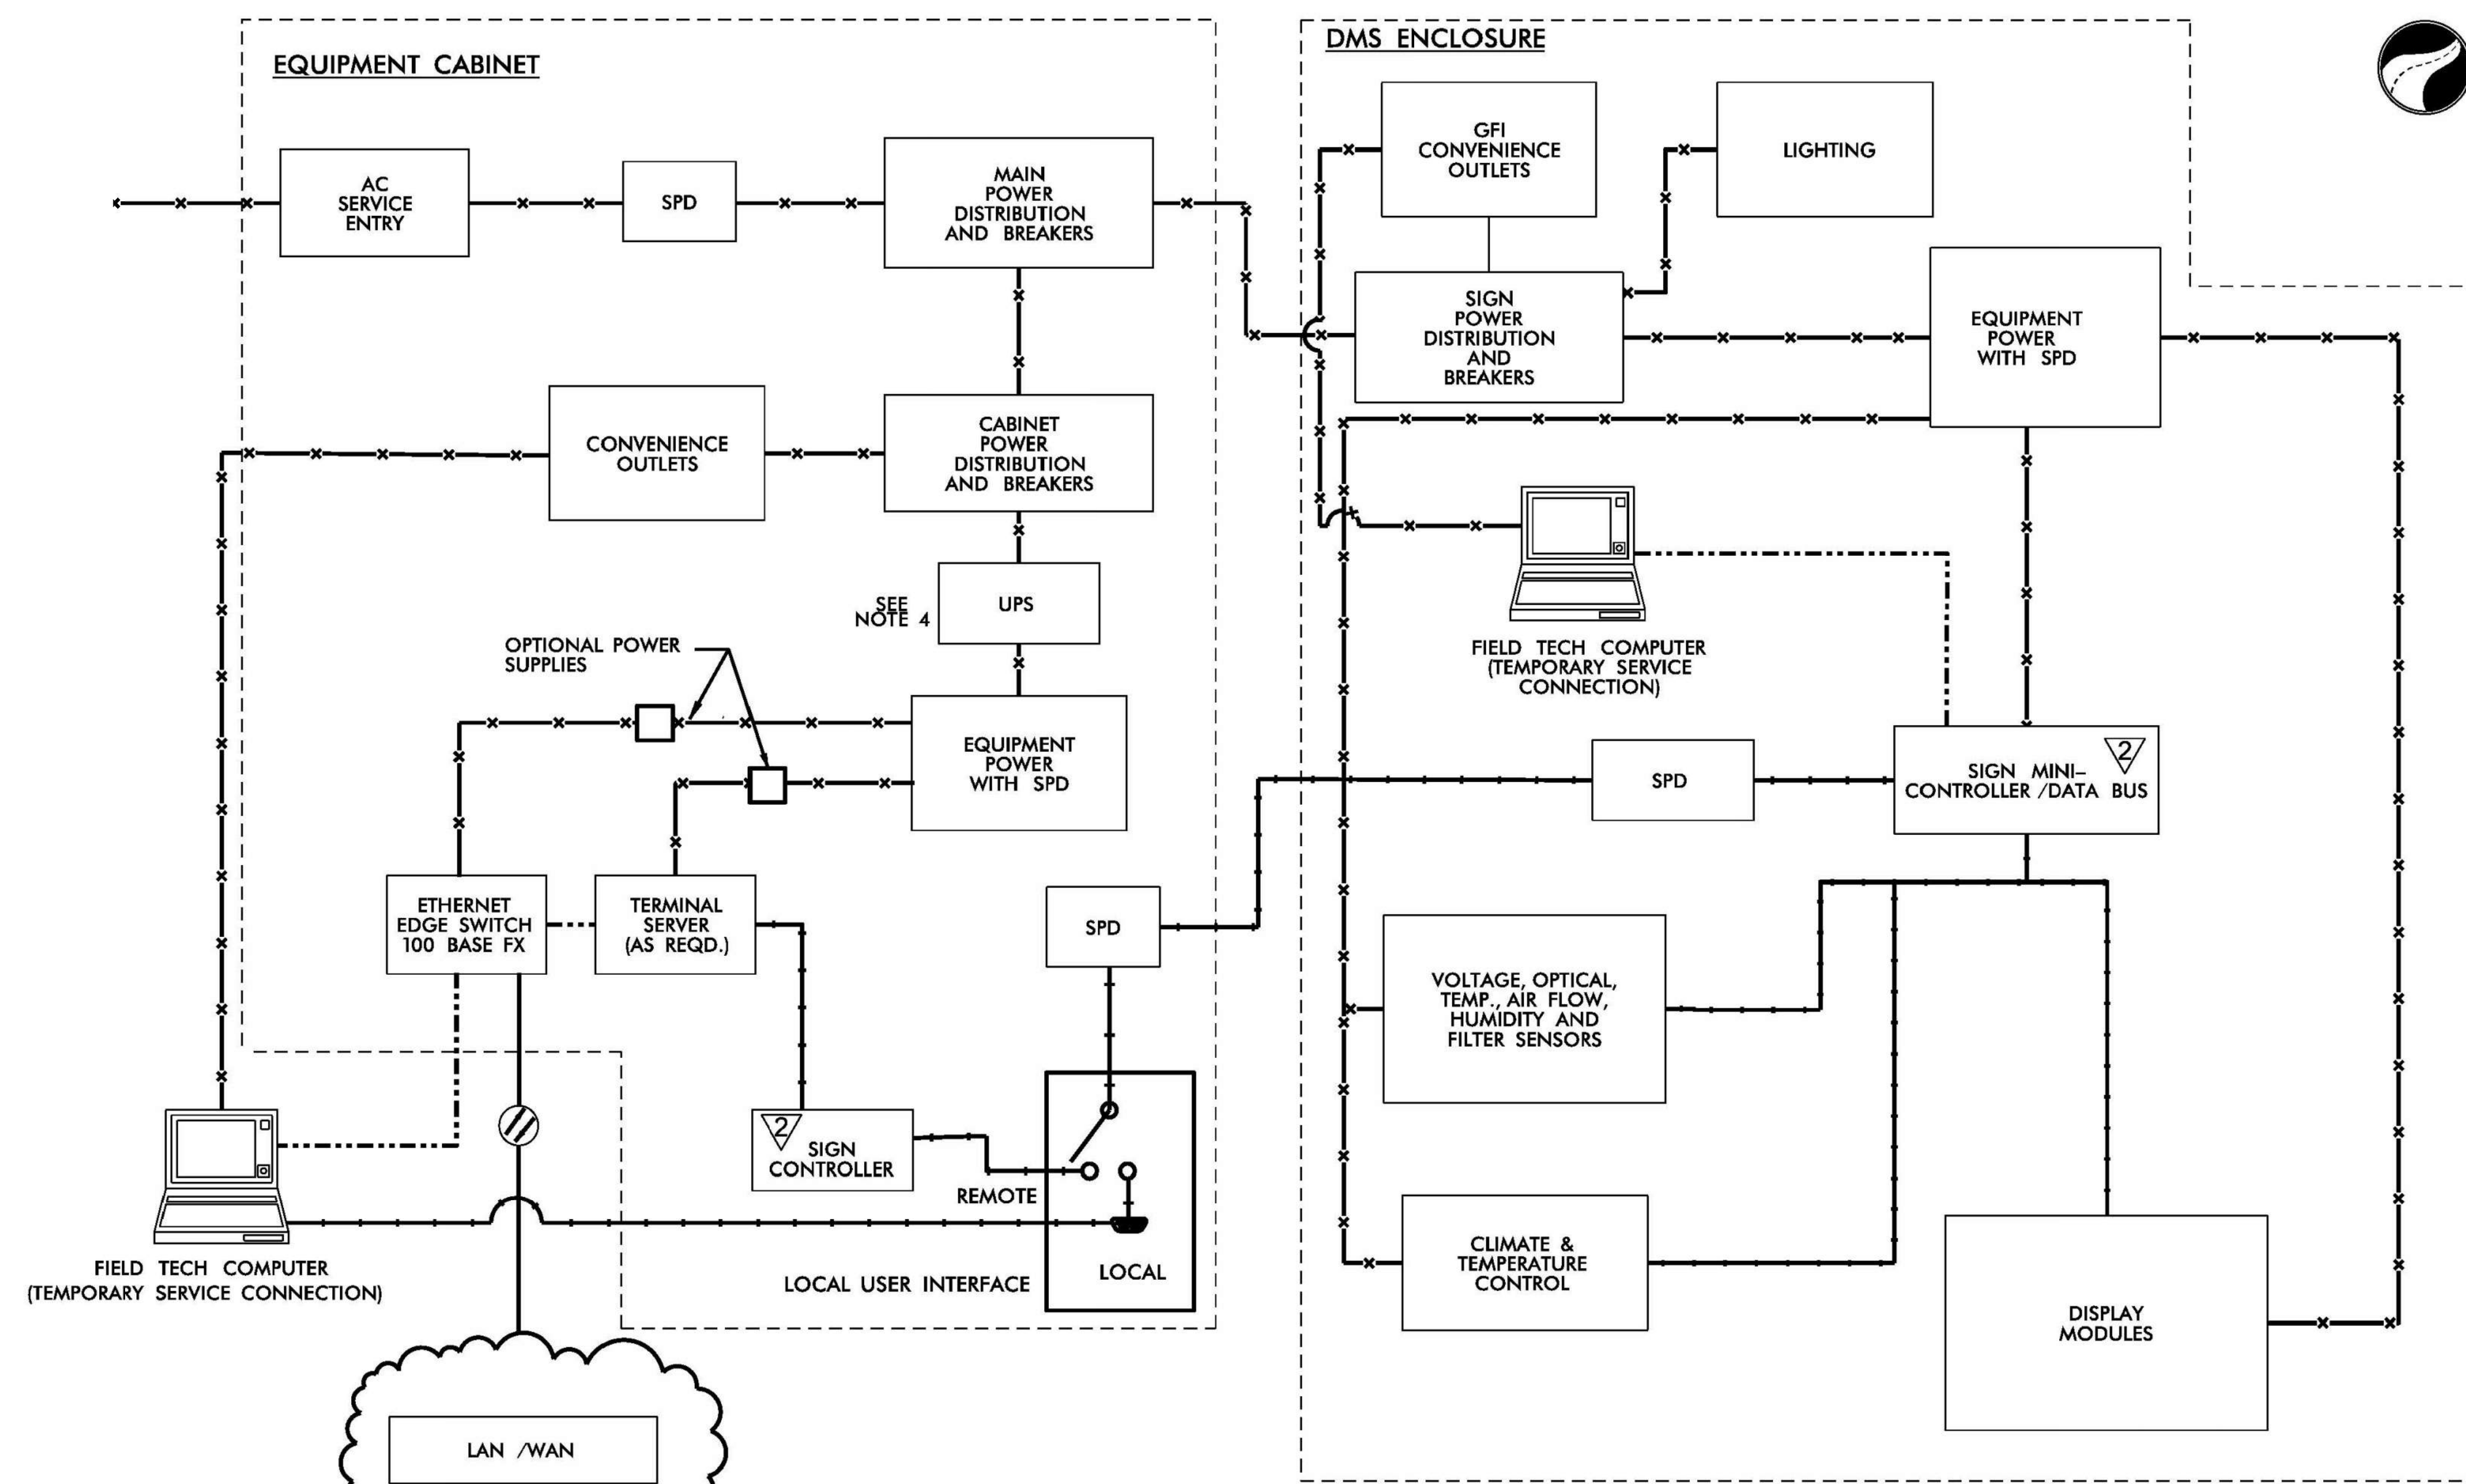 EQUIPMENT CABINET
AC
SERVICE
ENTRY
SPD
MAIN
POWER
DISTRIBUTION
AND BREAKERS
CONVENIENCE
OUTLETS
CABINET
POWER
DISTRIBUTION
AND BREAKERS
SEE
NOTE 4
UPS
OPTIONAL POWER
SUPPLIES
EQUIPMENT
POWER
WITH SPD
ETHERNET
EDGE SWITCH
100 BASE FX
TERMINAL
SERVER
(AS REQD.)
SPD
2
SIGN
CONTROLLER
REMOTE
LOCAL
LOCAL USER INTERFACE
FIELD TECH COMPUTER
(TEMPORARY SERVICE CONNECTION)
LAN /WAN
DMS ENCLOSURE
GFI
CONVENIENCE
OUTLETS
LIGHTING
SIGN
POWER
DISTRIBUTION
AND
BREAKERS
EQUIPMENT
POWER
WITH SPD
FIELD TECH COMPUTER
(TEMPORARY SERVICE
CONNECTION)
SPD
2
SIGN MINI-
CONTROLLER /DATA BUS
VOLTAGE, OPTICAL,
TEMP., AIR FLOW,
HUMIDITY AND
FILTER SENSORS
CLIMATE &
TEMPERATURE
CONTROL
DISPLAY
MODULES